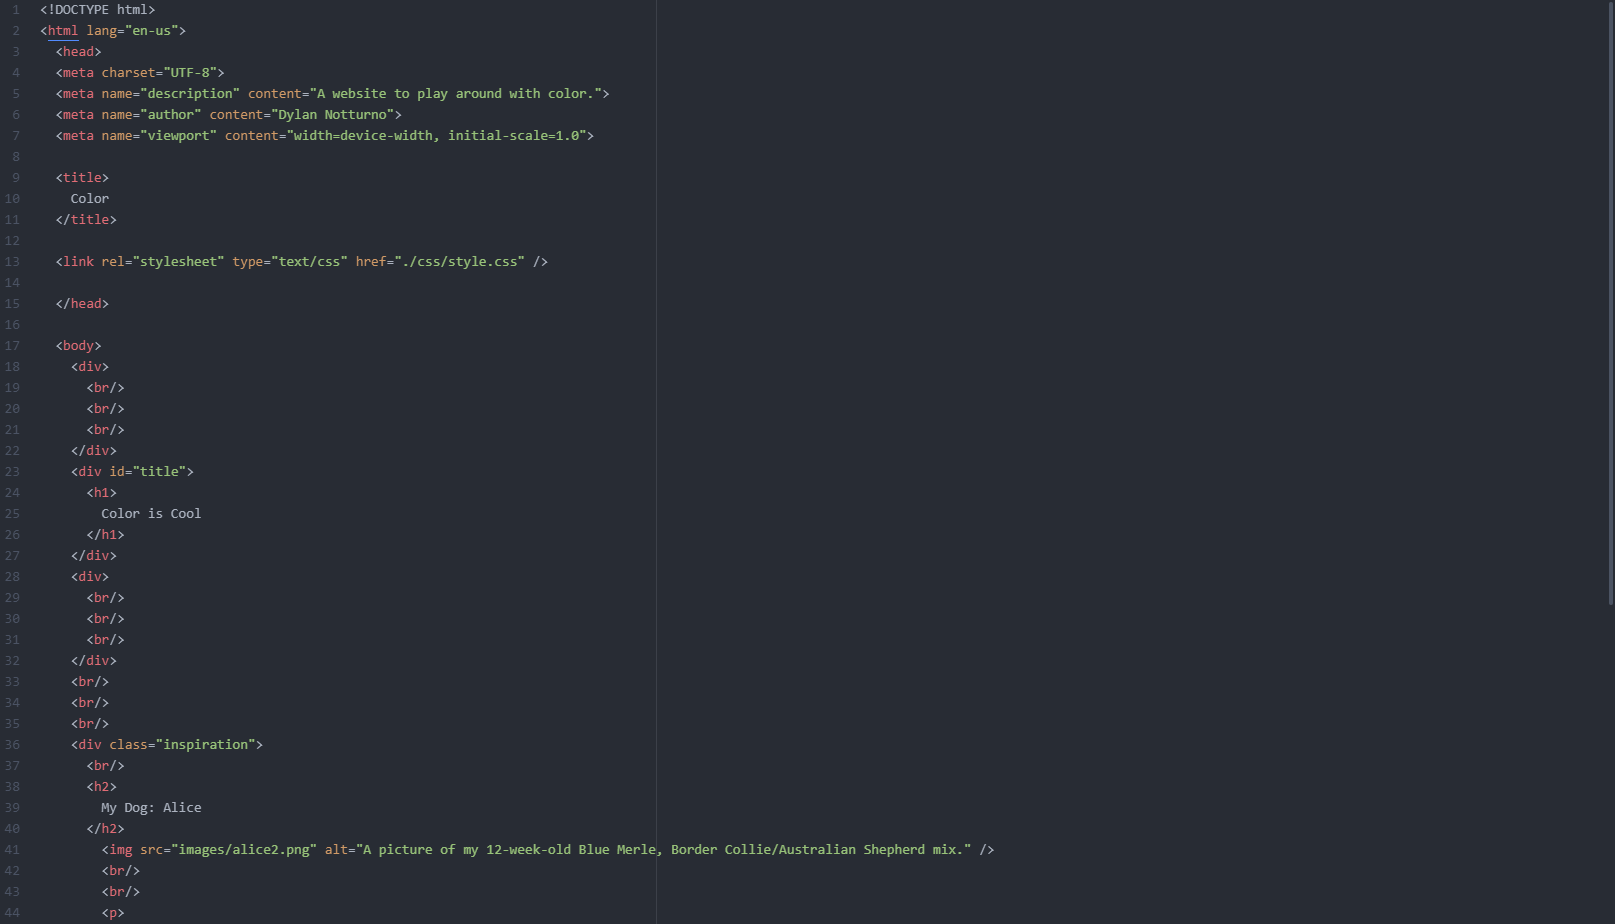 1 <!DOCTYPE html>
2 <html lang="en-us">
3 <head>
4 <meta charset="UTF-8">
5 <meta name="description" content="A website to play around with color.">
6 <meta name="author" content="Dylan Notturno">
7 <meta name="viewport" content="width=device-width, initial-scale=1.0">
8
9 <title>
10 Color
11 </title>
12
13 <link rel="stylesheet" type="text/css" href="./css/style.css" />
14
15 </head>
16
17 <body>
18 <div>
19 <br/>
20 <br/>
21 <br/>
22 </div>
23 <div id="title">
24 <h1>
25 Color is Cool
26 </h1>
27 </div>
28 <div>
29 <br/>
30 <br/>
31 <br/>
32 </div>
33 <br/>
34 <br/>
35 <br/>
36 <div class="inspiration">
37 <br/>
38 <h2>
39 My Dog: Alice
40 </h2>
41 <img src="images/alice2.png" alt="A picture of my 12-week-old Blue Merle, Border Collie/Australian Shepherd mix." />
42 <br/>
43 <br/>
44 <p>